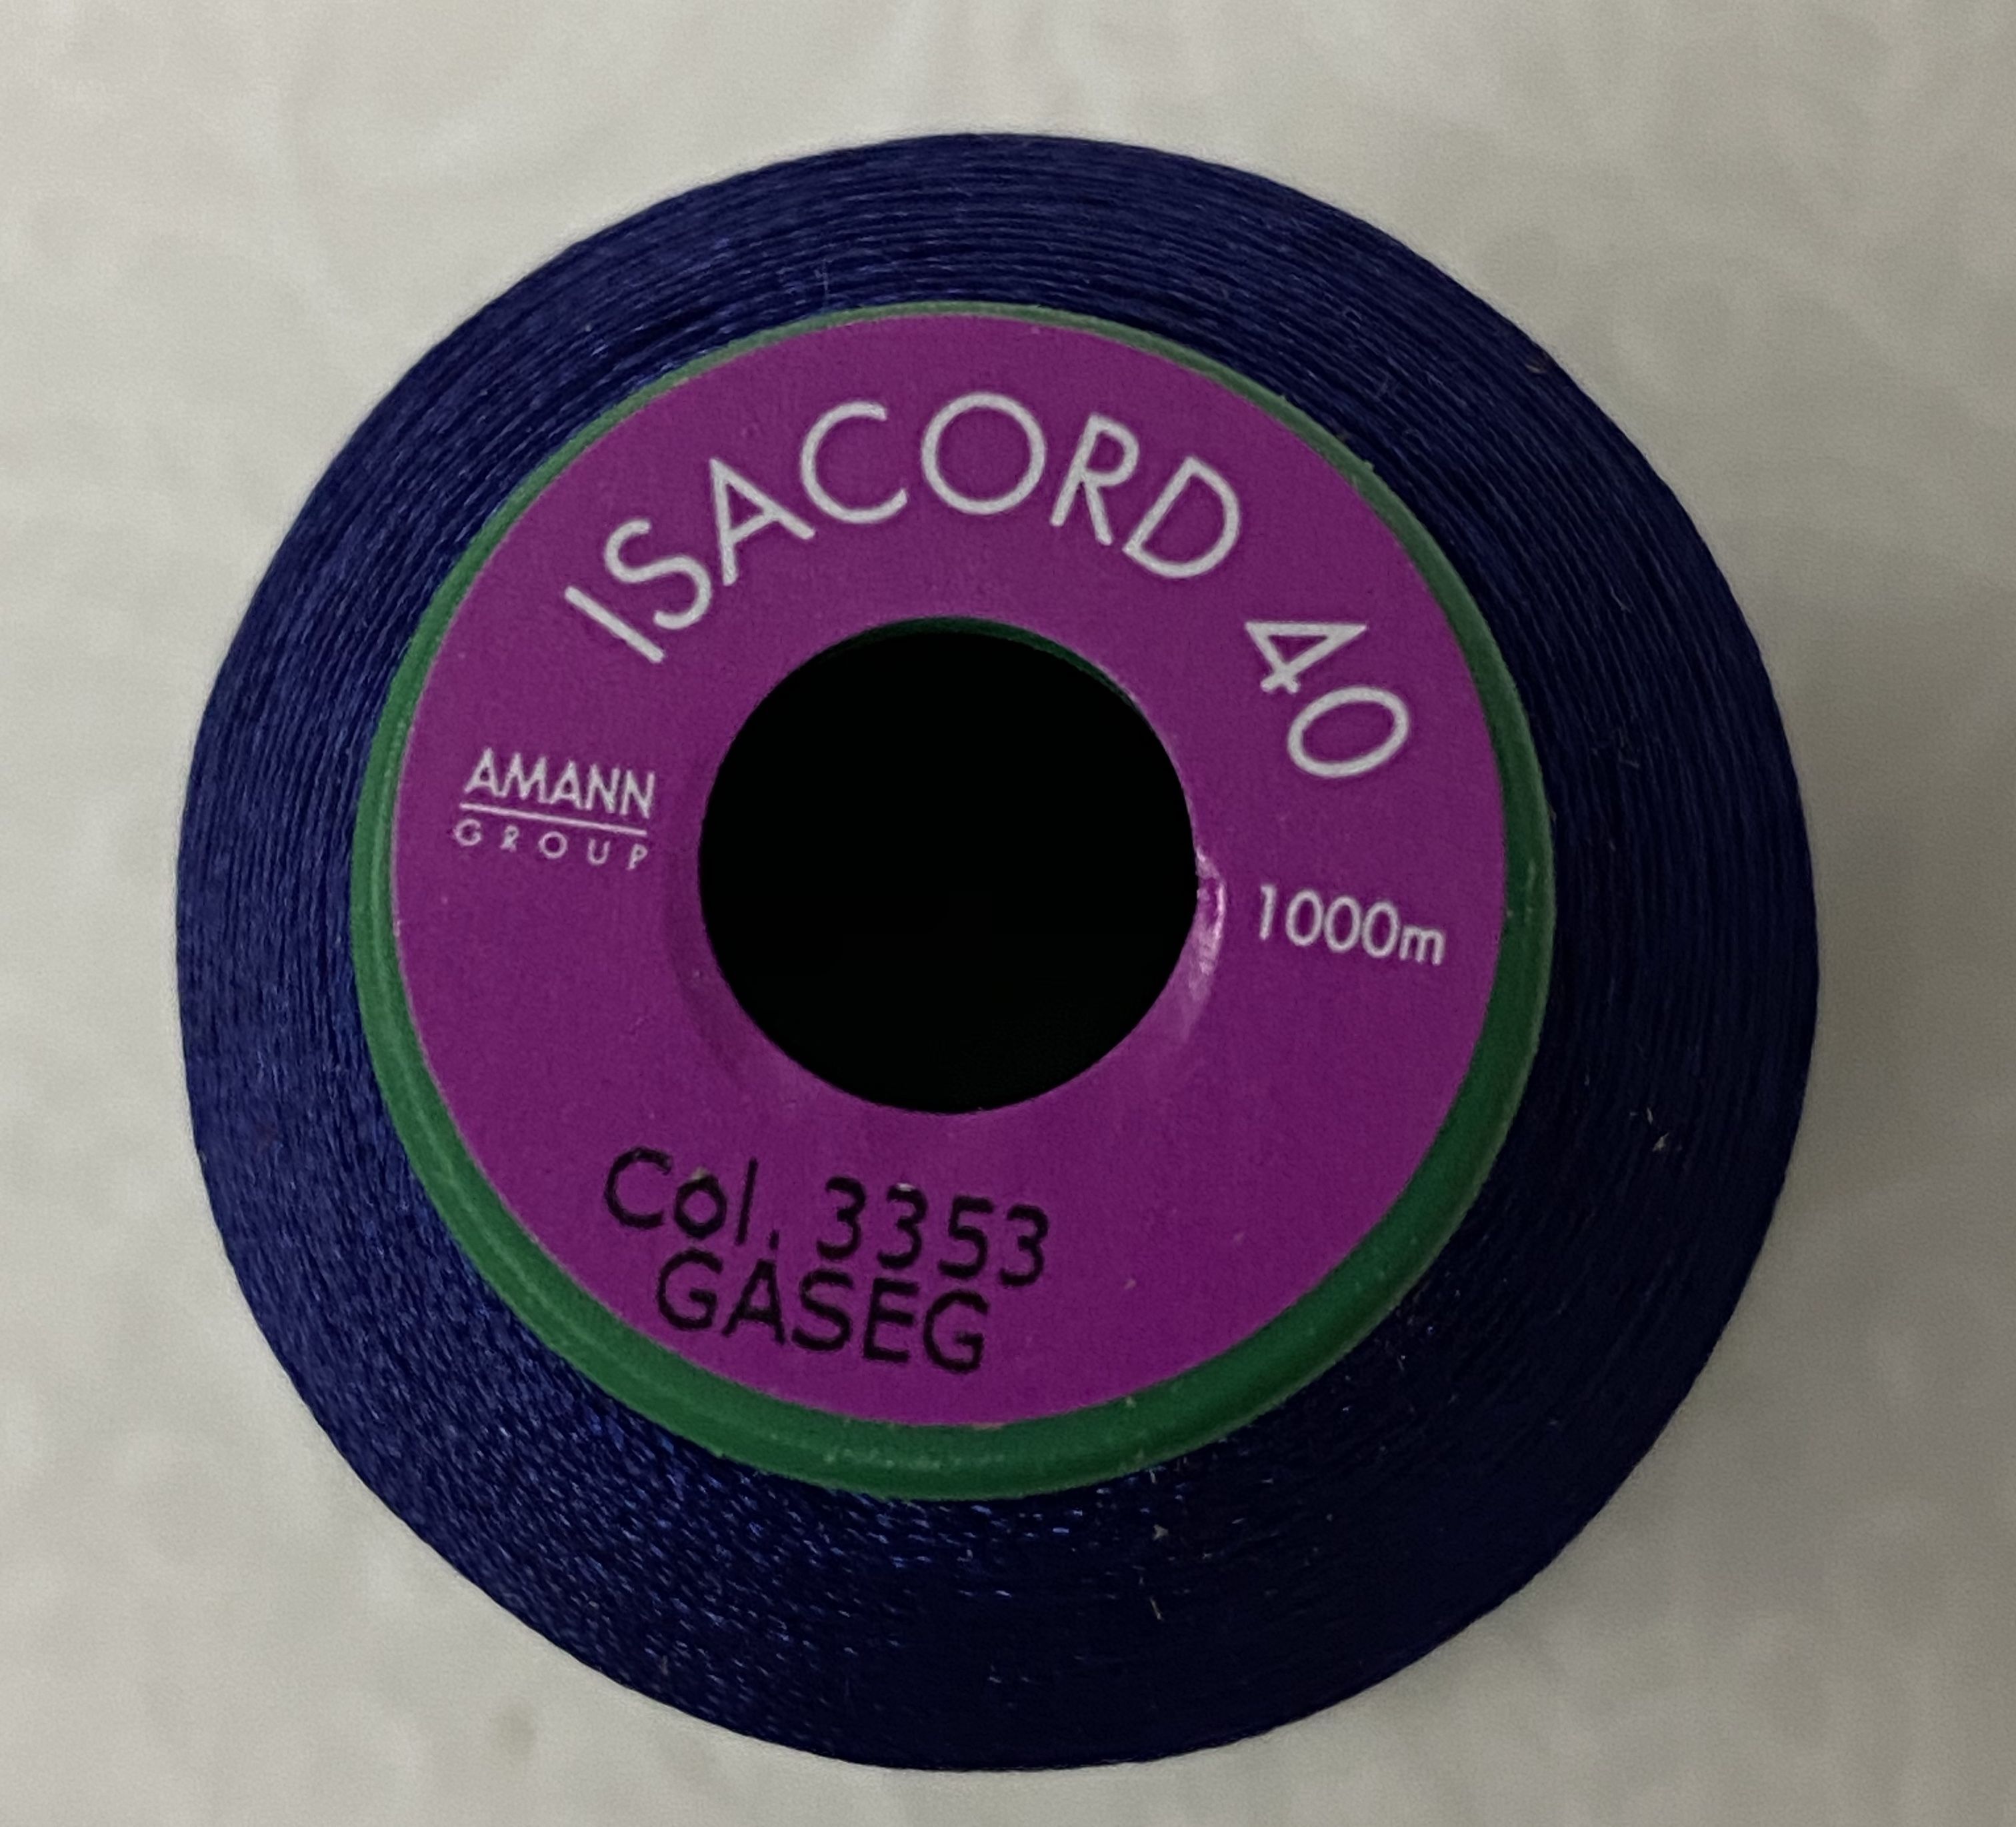 ISACORD 40
AMANN
GROUP
1000m
Col. 3353
GASEG